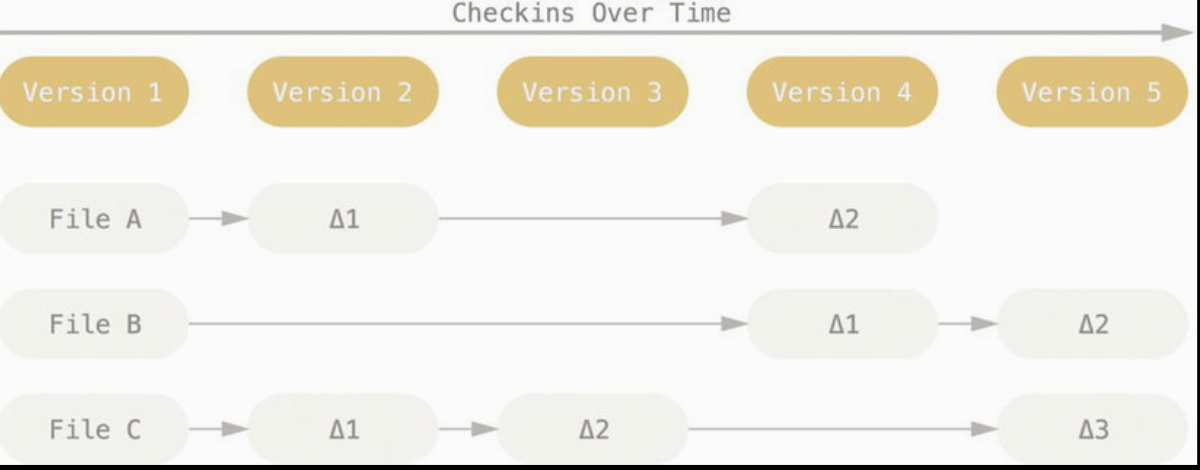 Checkins Over Time
Version 1 Version 2 Version 3 Version 4 Version 5
File A Δ1 Δ2
File B Δ1 Δ2
File C Δ1 Δ2 Δ3